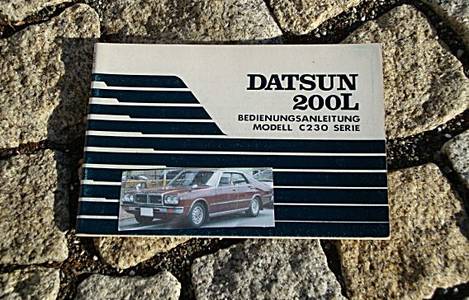 DATSUN
200L
BEDIENUNGSANLEITUNG
MODELL C230 SERIE